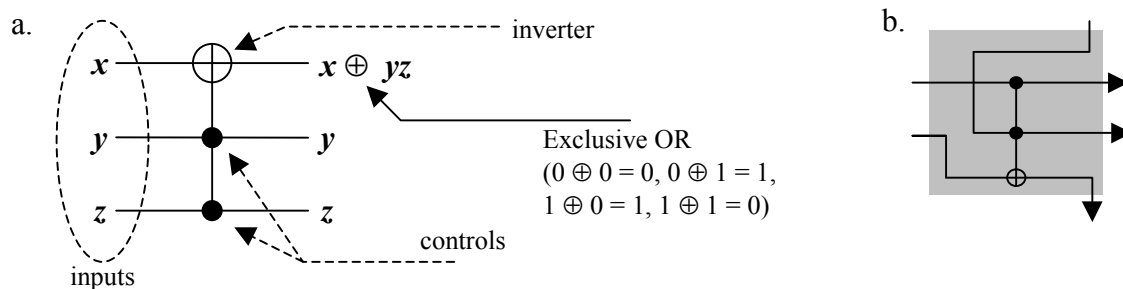 a.
inverter
x
x ⊕ yz
y
y
Exclusive OR
(0 ⊕ 0 = 0, 0 ⊕ 1 = 1,
1 ⊕ 0 = 1, 1 ⊕ 1 = 0)
z
z
controls
inputs
b.